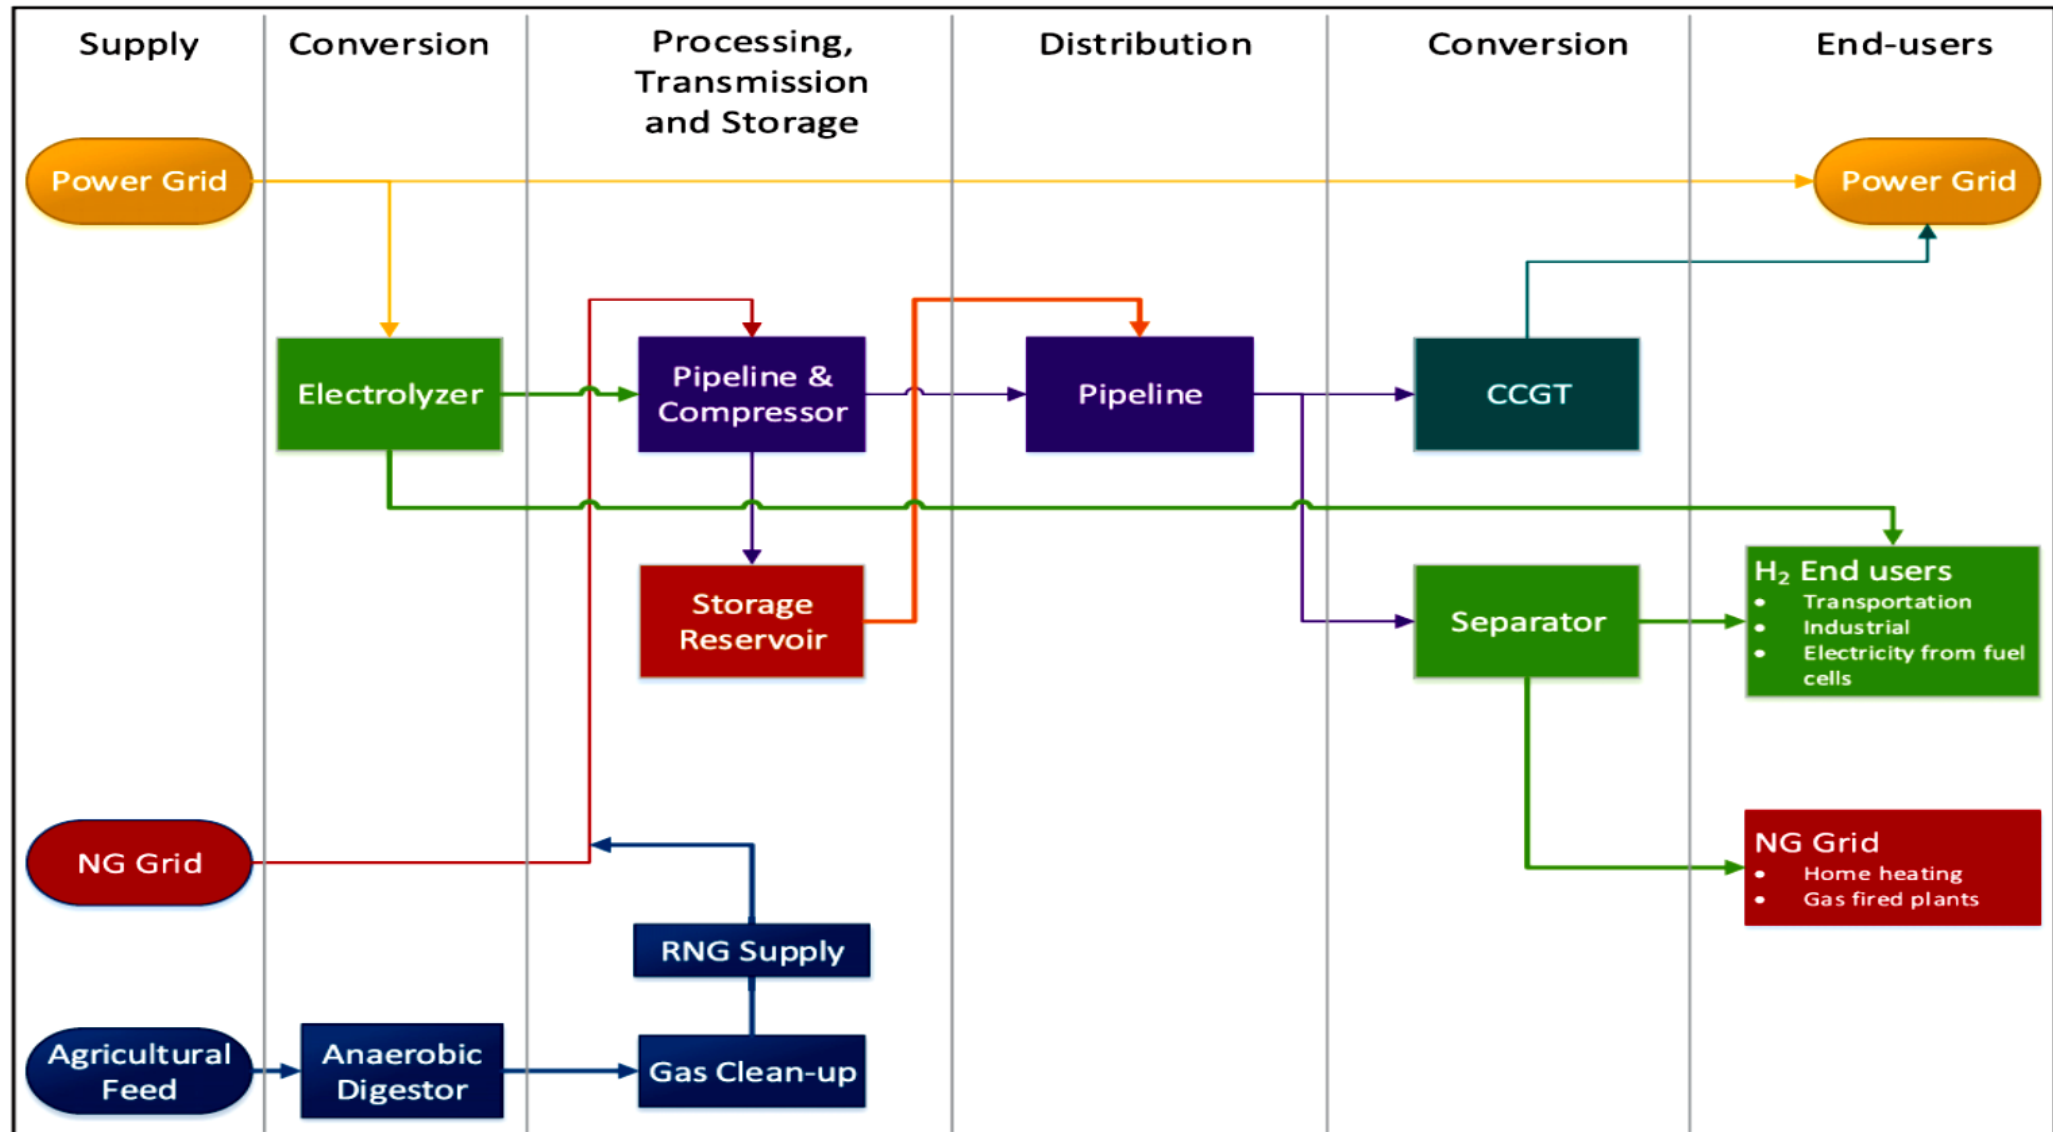 Supply
Conversion
Processing,
Transmission
and Storage
Distribution
Conversion
End-users
Power Grid
Power Grid
Electrolyzer
Pipeline &
Compressor
Pipeline
CCGT
Storage
Reservoir
Separator
H₂ End users
• Transportation
• Industrial
• Electricity from fuel
cells
NG Grid
NG Grid
• Home heating
• Gas fired plants
RNG Supply
Agricultural
Feed
Anaerobic
Digestor
Gas Clean-up